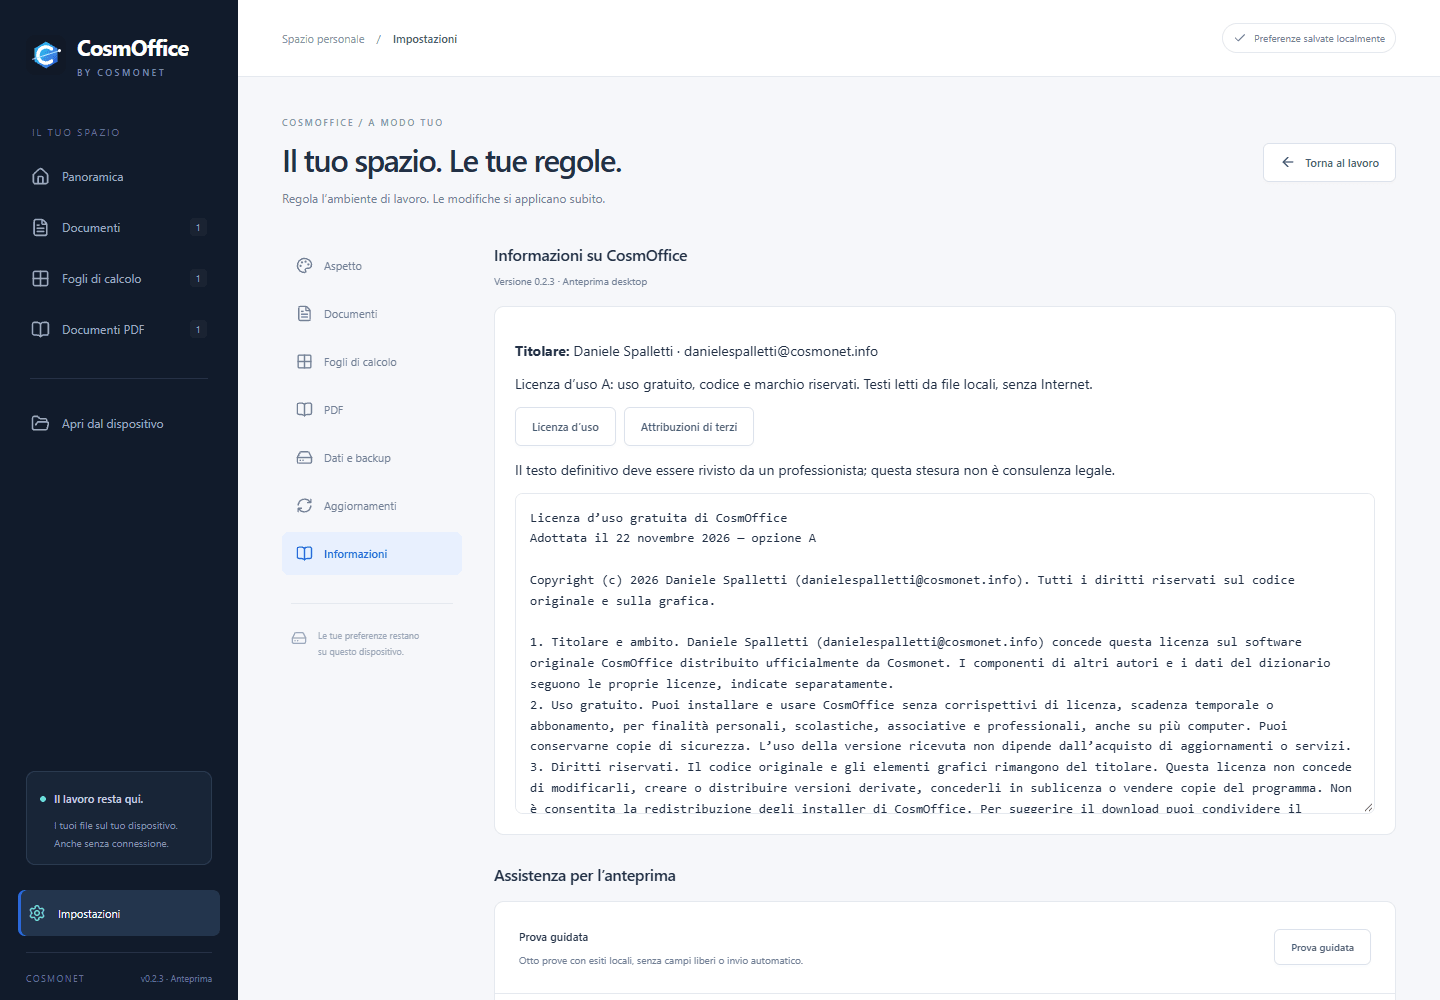 CosmOffice
BY COSMONET
IL TUO SPAZIO
Panoramica
Documenti 1
Fogli di calcolo 1
Documenti PDF 1
Apri dal dispositivo
Il lavoro resta qui.
I tuoi file sul tuo dispositivo.
Anche senza connessione.
Impostazioni
COSMONET v0.2.3 · Anteprima
Spazio personale / Impostazioni
Preferenze salvate localmente
COSMOFFICE / A MODO TUO
Il tuo spazio. Le tue regole.
Regola l’ambiente di lavoro. Le modifiche si applicano subito.
Torna al lavoro
Aspetto
Documenti
Fogli di calcolo
PDF
Dati e backup
Aggiornamenti
Informazioni
Le tue preferenze restano
su questo dispositivo.
Informazioni su CosmOffice
Versione 0.2.3 · Anteprima desktop
Titolare: Daniele Spalletti · danielespalletti@cosmonet.info
Licenza d’uso A: uso gratuito, codice e marchio riservati. Testi letti da file locali, senza Internet.
Licenza d’uso
Attribuzioni di terzi
Il testo definitivo deve essere rivisto da un professionista; questa stesura non è consulenza legale.
Licenza d’uso gratuita di CosmOffice
Adottata il 22 novembre 2026 — opzione A
Copyright (c) 2026 Daniele Spalletti (danielespalletti@cosmonet.info). Tutti i diritti riservati sul codice
originale e sulla grafica.
1. Titolare e ambito. Daniele Spalletti (danielespalletti@cosmonet.info) concede questa licenza sul software
originale CosmOffice distribuito ufficialmente da Cosmonet. I componenti di altri autori e i dati del dizionario
seguono le proprie licenze, indicate separatamente.
2. Uso gratuito. Puoi installare e usare CosmOffice senza corrispettivi di licenza, scadenza temporale o
abbonamento, per finalità personali, scolastiche, associative e professionali, anche su più computer. Puoi
conservarne copie di sicurezza. L’uso della versione ricevuta non dipende dall’acquisto di aggiornamenti o servizi.
3. Diritti riservati. Il codice originale e gli elementi grafici rimangono del titolare. Questa licenza non concede
di modificarli, creare o distribuire versioni derivate, concederli in sublicenza o vendere copie del programma. Non
è consentita la redistribuzione degli installer di CosmOffice. Per suggerire il download puoi condividere il
Assistenza per l’anteprima
Prova guidata
Otto prove con esiti locali, senza campi liberi o invio automatico.
Prova guidata